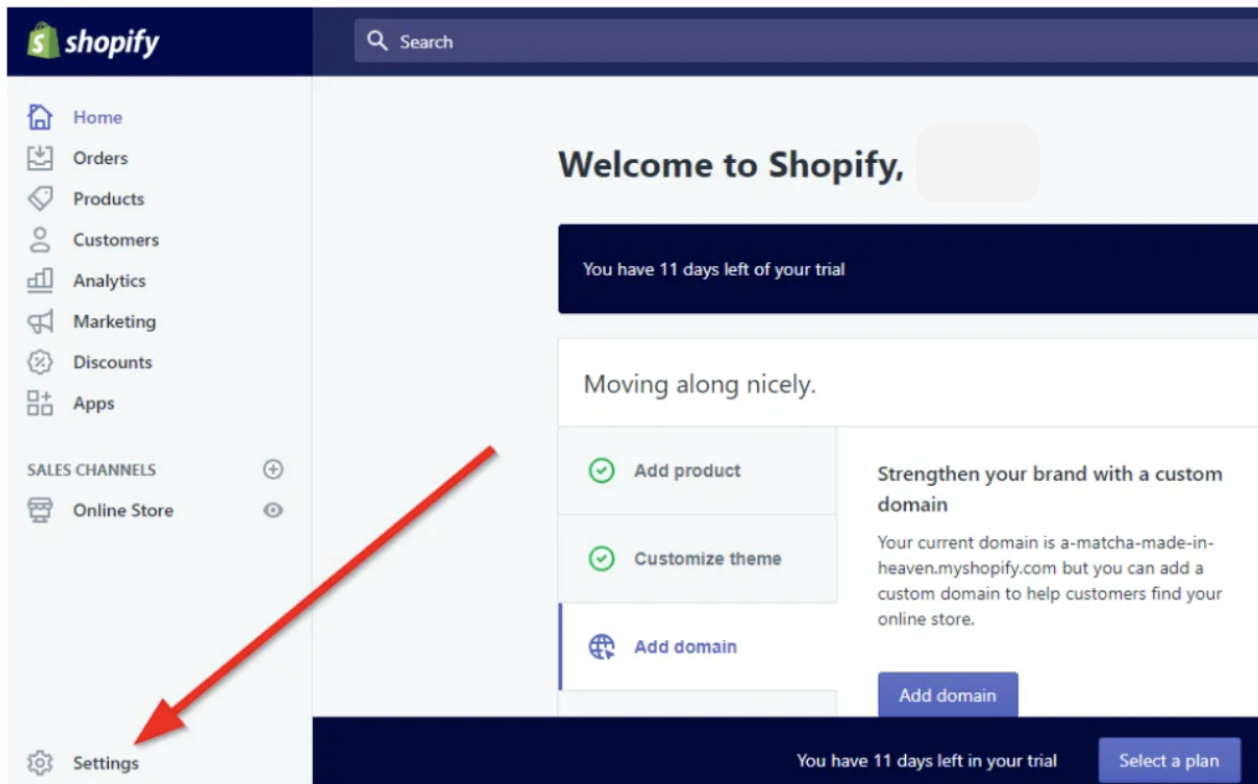 shopify
Search
Home
Orders
Products
Customers
Analytics
Marketing
Discounts
Apps
SALES CHANNELS
Online Store
Settings
Welcome to Shopify,
You have 11 days left of your trial
Moving along nicely.
Add product
Customize theme
Add domain
Strengthen your brand with a custom
domain
Your current domain is a-matcha-made-in-
heaven.myshopify.com but you can add a
custom domain to help customers find your
online store.
Add domain
You have 11 days left in your trial
Select a plan